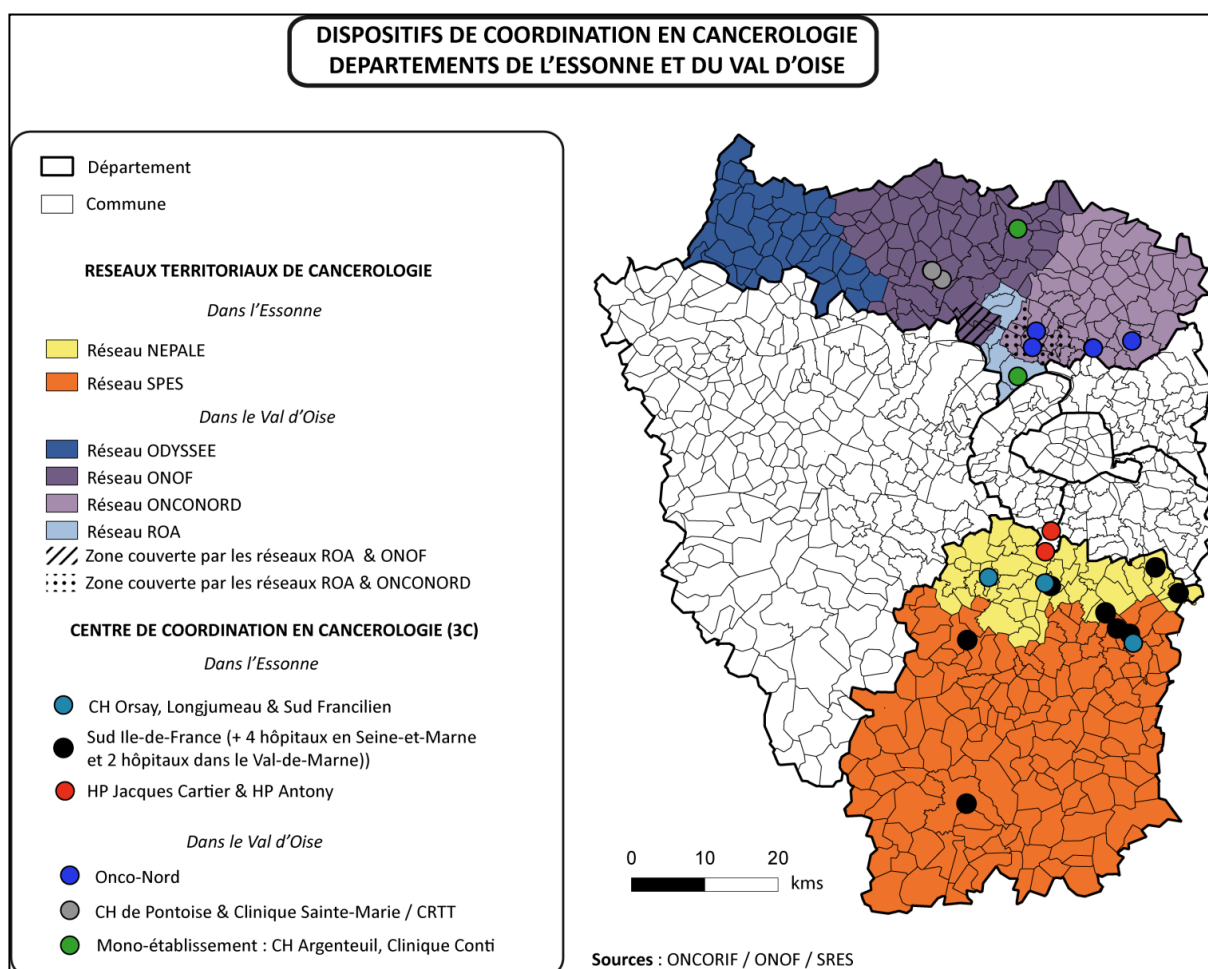 DISPOSITIFS DE COORDINATION EN CANCEROLOGIE
DEPARTEMENTS DE L'ESSONNE ET DU VAL D'OISE
Département
Commune
RESEAUX TERRITORIAUX DE CANCEROLOGIE
Dans l'Essonne
Réseau NEPALE
Réseau SPES
Dans le Val d'Oise
Réseau ODYSSEE
Réseau ONOF
Réseau ONCONORD
Réseau ROA
Zone couverte par les réseaux ROA & ONOF
Zone couverte par les réseaux ROA & ONCONORD
CENTRE DE COORDINATION EN CANCEROLOGIE (3C)
Dans l'Essonne
CH Orsay, Longjumeau & Sud Francilien
Sud Ile-de-France (+ 4 hôpitaux en Seine-et-Marne
et 2 hôpitaux dans le Val-de-Marne))
HP Jacques Cartier & HP Antony
Dans le Val d'Oise
Onco-Nord
CH de Pontoise & Clinique Sainte-Marie / CRTT
Mono-établissement : CH Argenteuil, Clinique Conti
0 10 20
kms
Sources : ONCORIF / ONOF / SRES